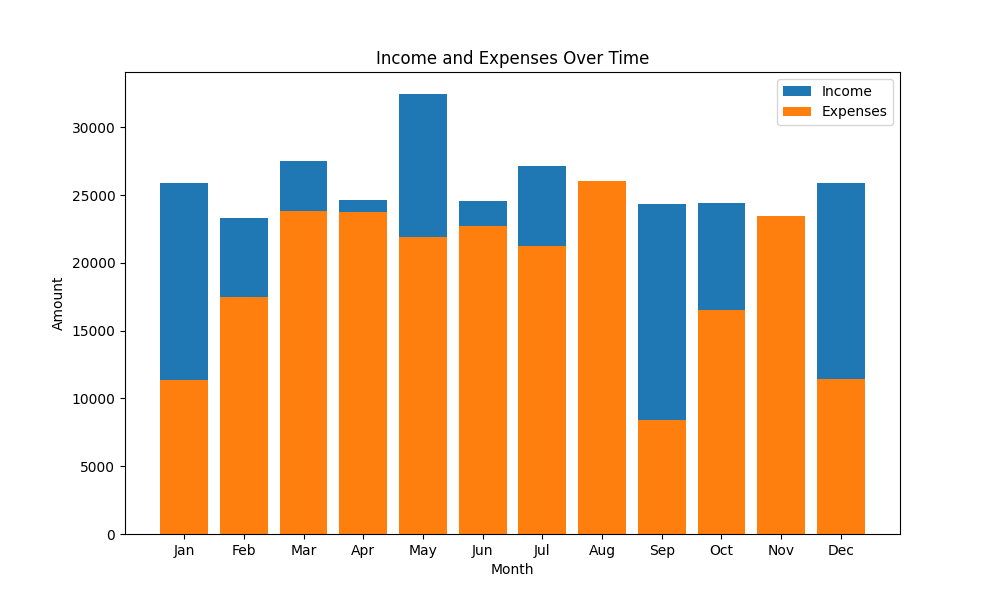 Income and Expenses Over Time
Income
Expenses
Amount
30000
25000
20000
15000
10000
5000
0
Jan Feb Mar Apr May Jun Jul Aug Sep Oct Nov Dec
Month